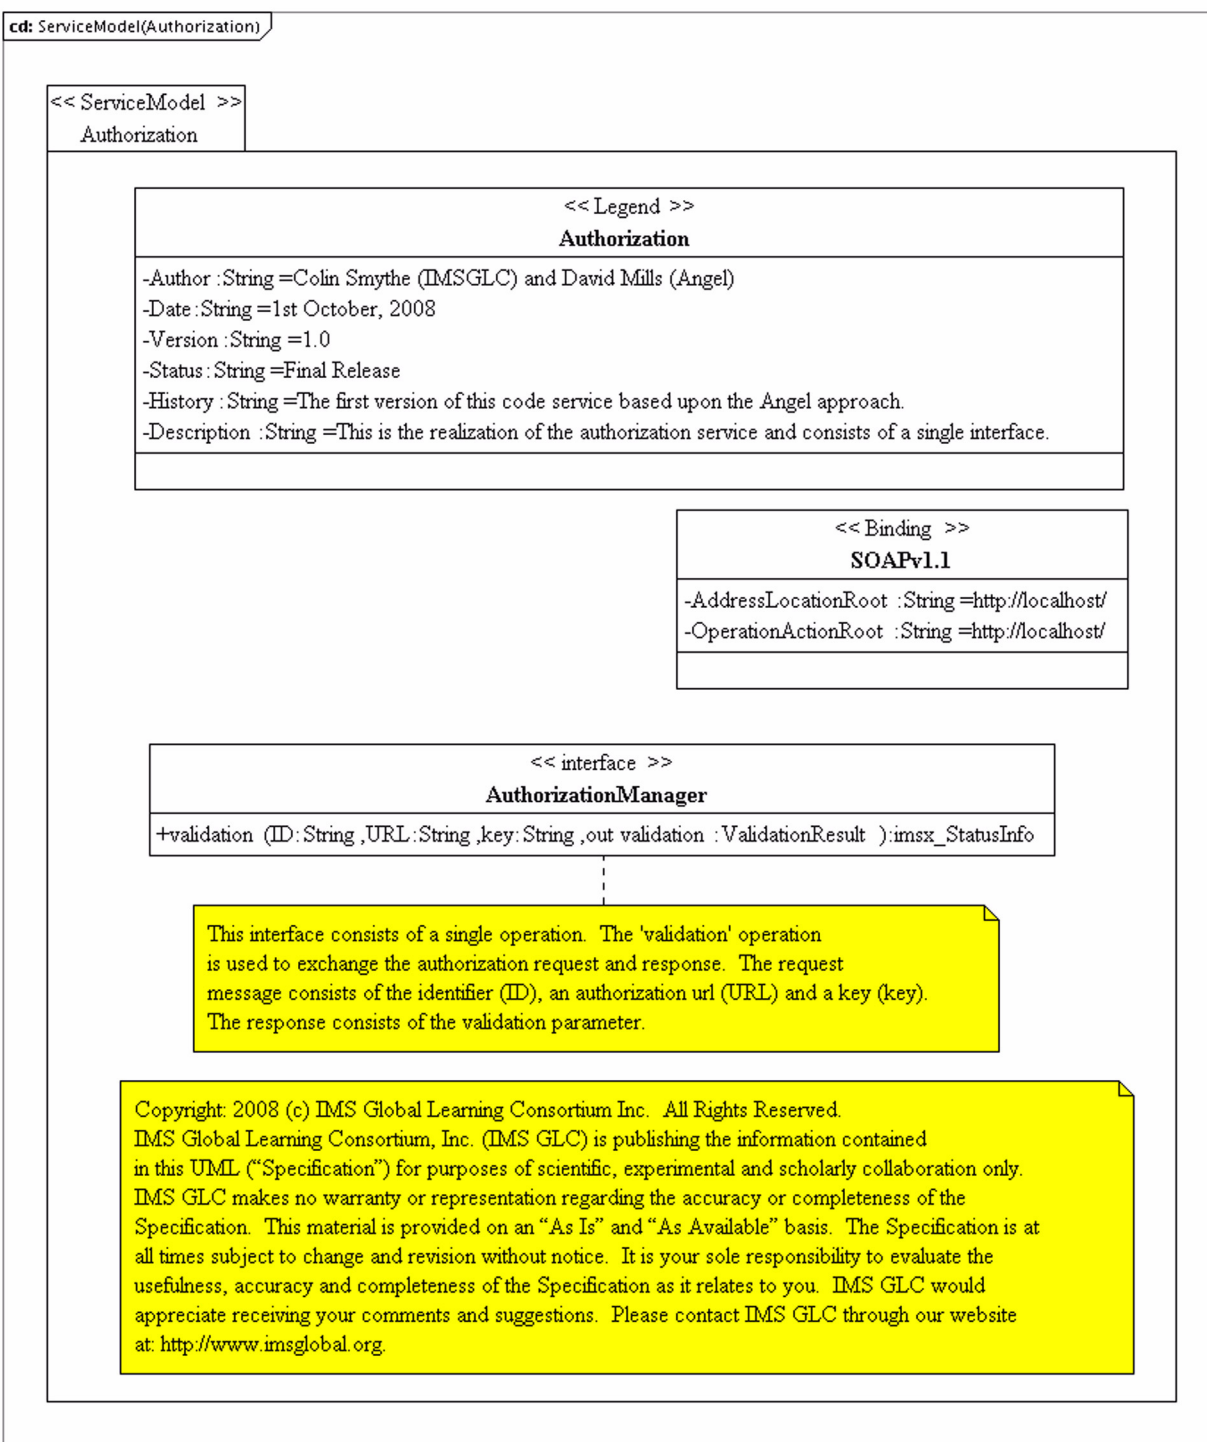 cd: ServiceModel(Authorization)
<< ServiceModel >>
Authorization
<< Legend >>
Authorization
-Author :String =Colin Smythe (IMSGLC) and David Mills (Angel)
-Date :String =1st October, 2008
-Version :String =1.0
-Status :String =Final Release
-History :String =The first version of this code service based upon the Angel approach.
-Description :String =This is the realization of the authorization service and consists of a single interface.
<< Binding >>
SOAPv1.1
-AddressLocationRoot :String =http://localhost/
-OperationActionRoot :String =http://localhost/
<< interface >>
AuthorizationManager
+validation (ID:String ,URL:String ,key:String ,out validation :ValidationResult ):imsx_StatusInfo
This interface consists of a single operation. The 'validation' operation
is used to exchange the authorization request and response. The request
message consists of the identifier (ID), an authorization url (URL) and a key (key).
The response consists of the validation parameter.
Copyright: 2008 (c) IMS Global Learning Consortium Inc. All Rights Reserved.
IMS Global Learning Consortium, Inc. (IMS GLC) is publishing the information contained
in this UML (“Specification”) for purposes of scientific, experimental and scholarly collaboration only.
IMS GLC makes no warranty or representation regarding the accuracy or completeness of the
Specification. This material is provided on an “As Is” and “As Available” basis. The Specification is at
all times subject to change and revision without notice. It is your sole responsibility to evaluate the
usefulness, accuracy and completeness of the Specification as it relates to you. IMS GLC would
appreciate receiving your comments and suggestions. Please contact IMS GLC through our website
at: http://www.imsglobal.org.